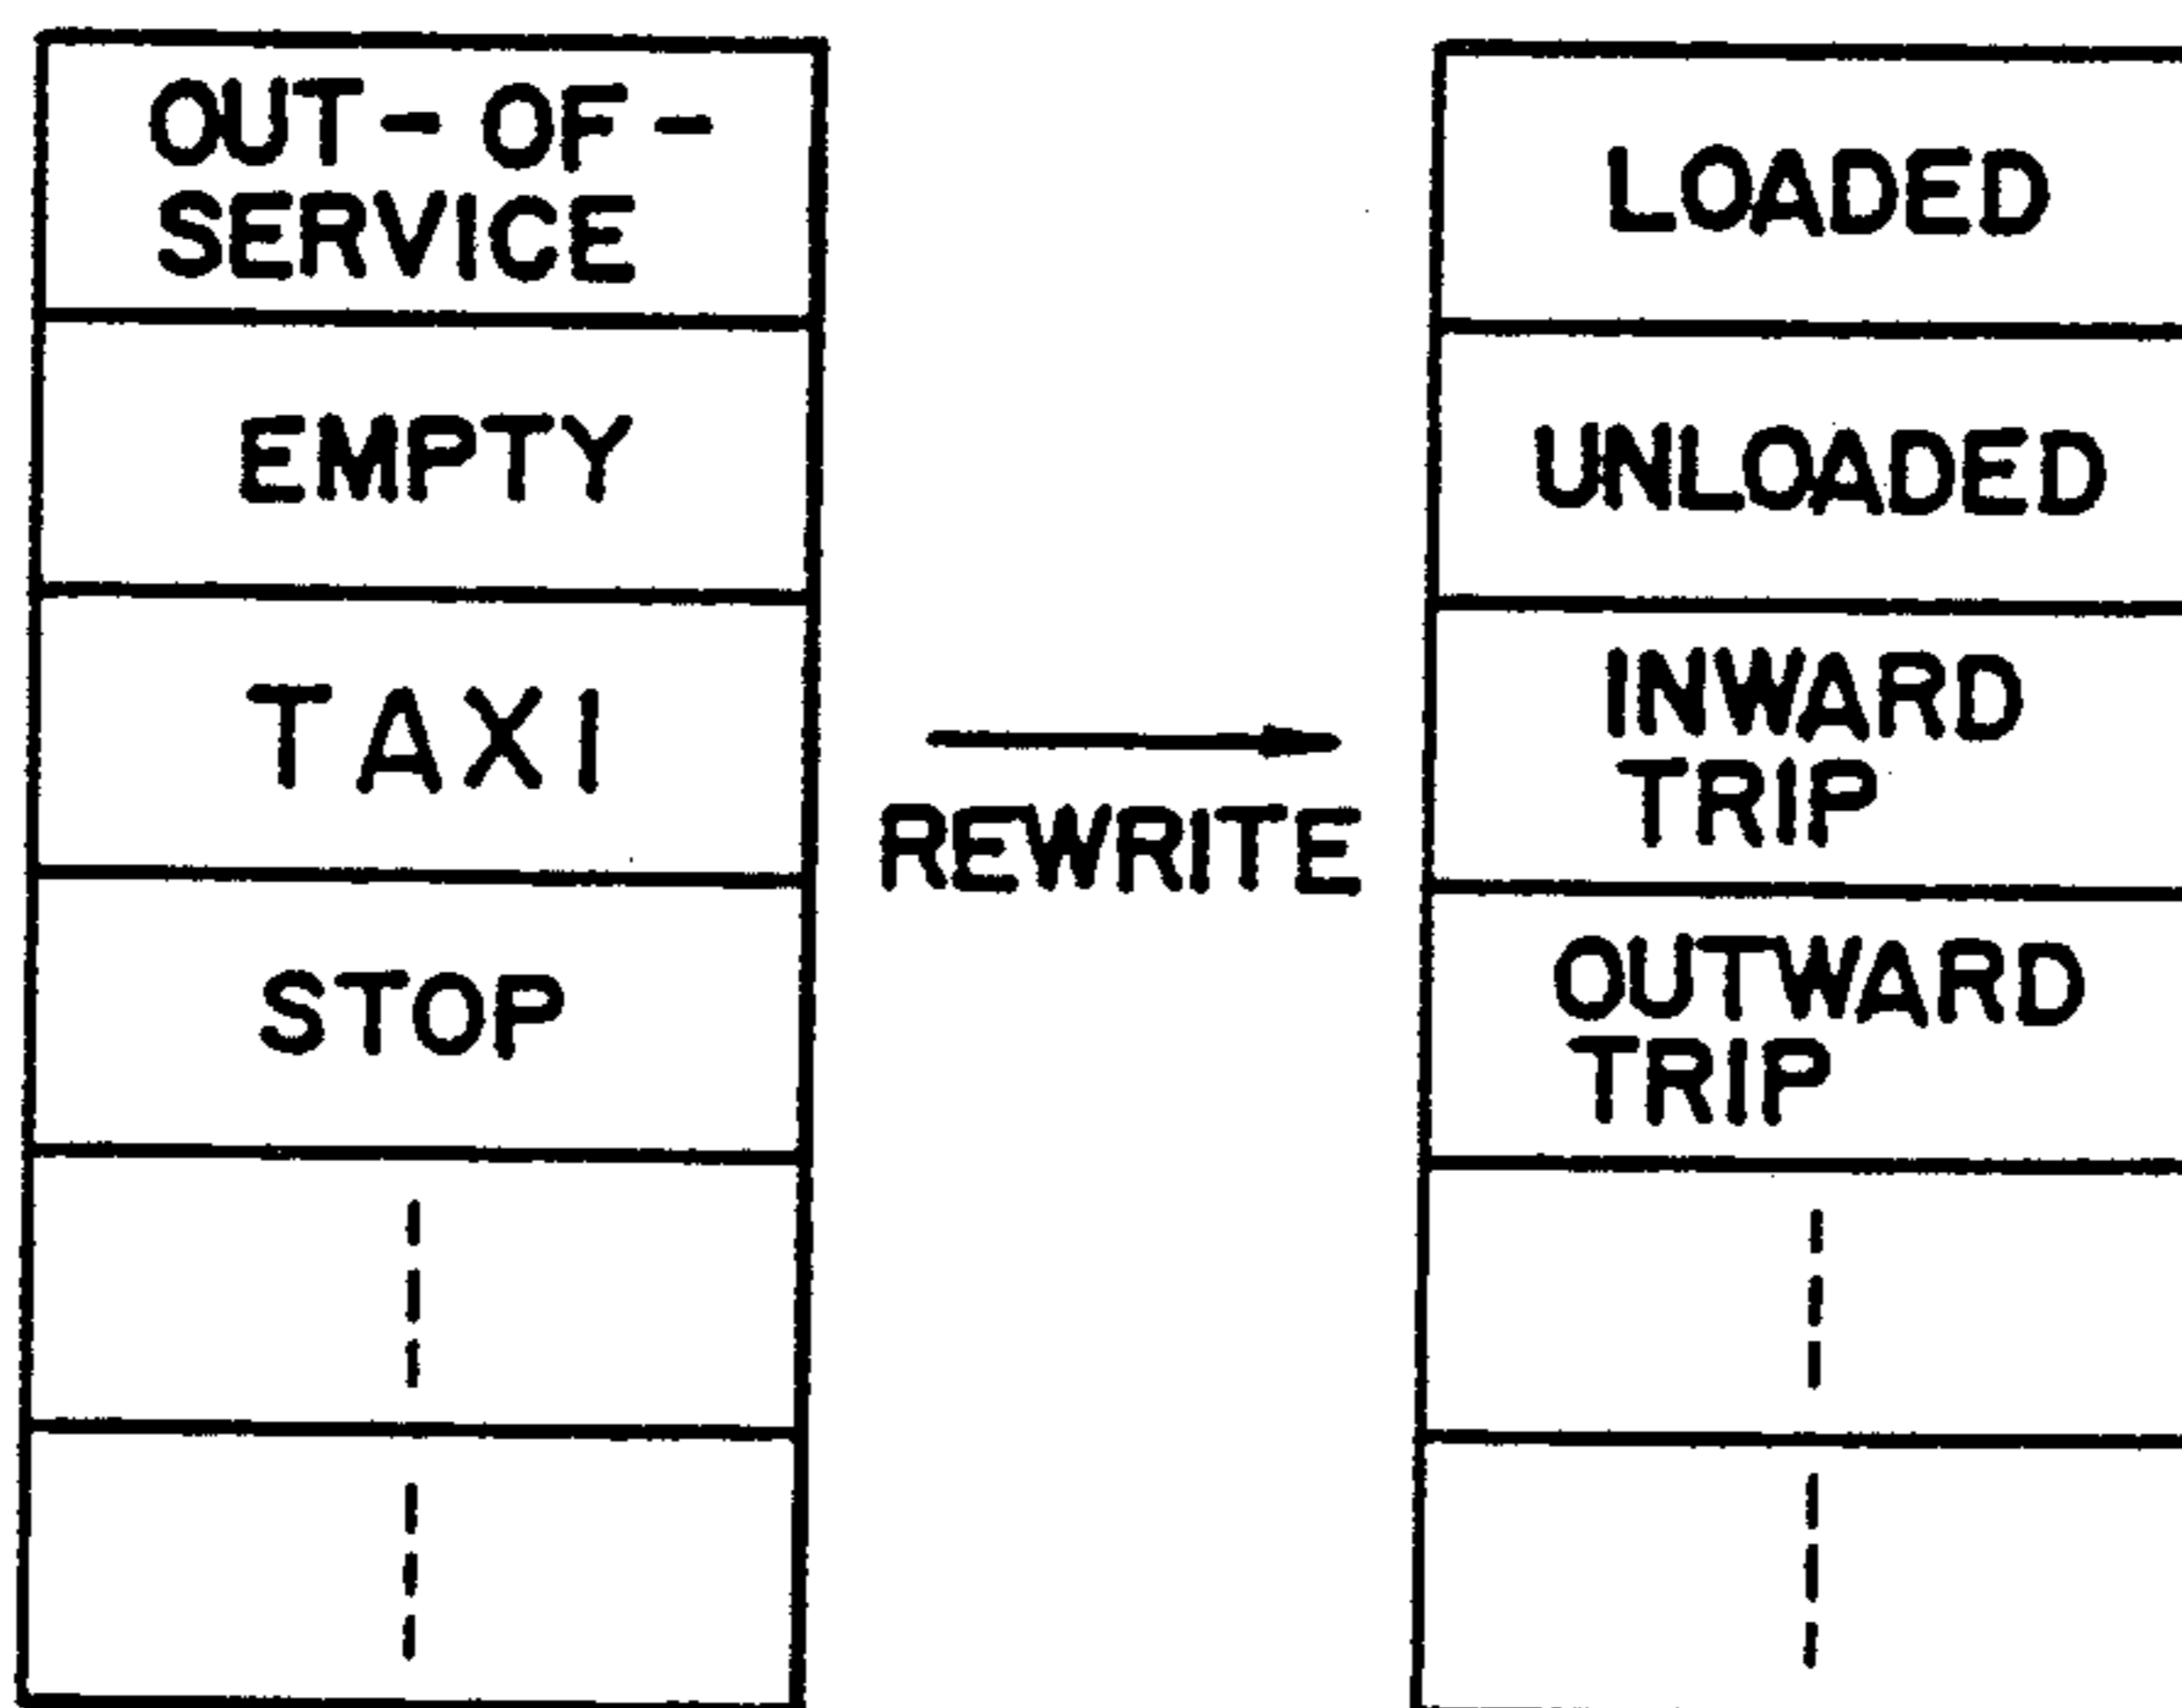 OUT-OF-
SERVICE
EMPTY
TAXI
STOP
REWRITE
LOADED
UNLOADED
INWARD
TRIP
OUTWARD
TRIP